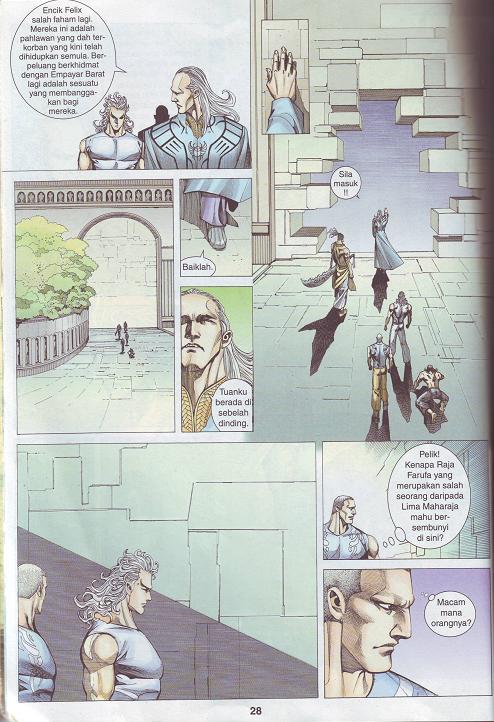 Encik Felix
salah faham lagi.
Mereka ini adalah
pahlawan yang dah ter-
korban yang kini telah
dihidupkan semula. Ber-
peluang berkhidmat
dengan Empayar Barat
lagi adalah sesuatu
yang membangga-
kan bagi
mereka.
Sila
masuk
!!
Baiklah.
Tuanku
berada di
sebelah
dinding.
Pelik!
Kenapa Raja
Farufa yang
merupakan salah
seorang daripada
Lima Maharaja
mahu ber-
sembunyi
di sini?
Macam
mana
orangnya?
28